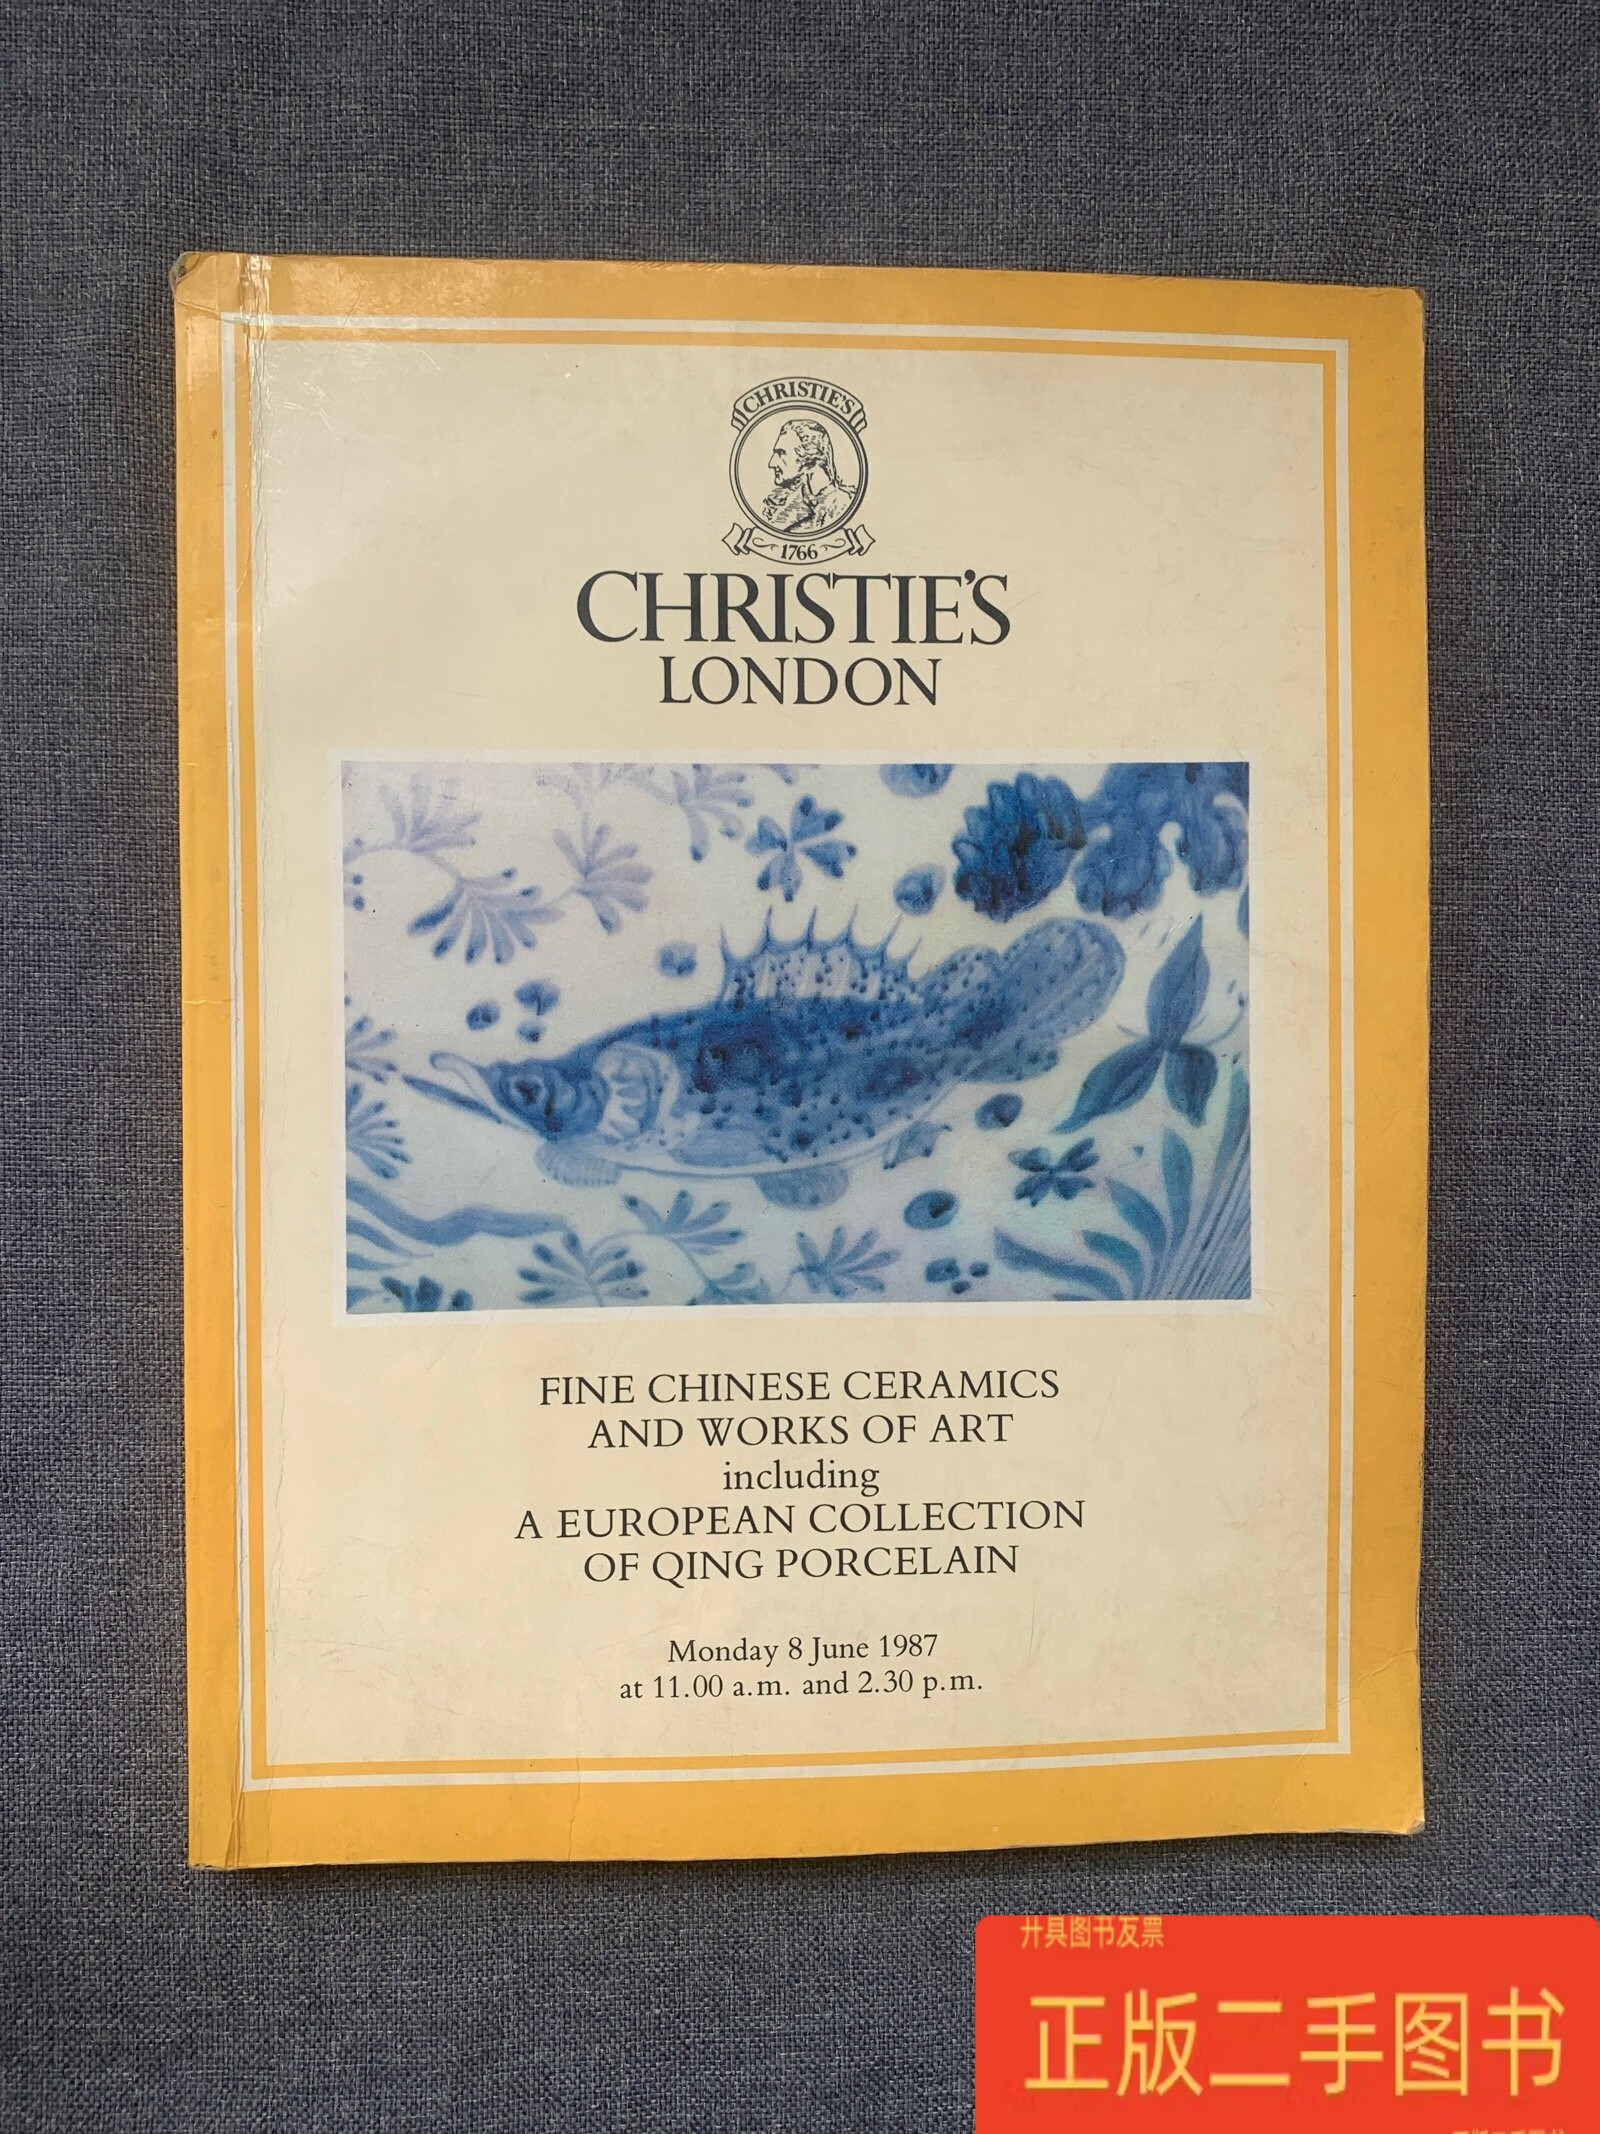 CHRISTIE'S
1766
CHRISTIE'S
LONDON
FINE CHINESE CERAMICS
AND WORKS OF ART
including
A EUROPEAN COLLECTION
OF QING PORCELAIN
Monday 8 June 1987
at 11.00 a.m. and 2.30 p.m.
开具图书发票
正版二手图书